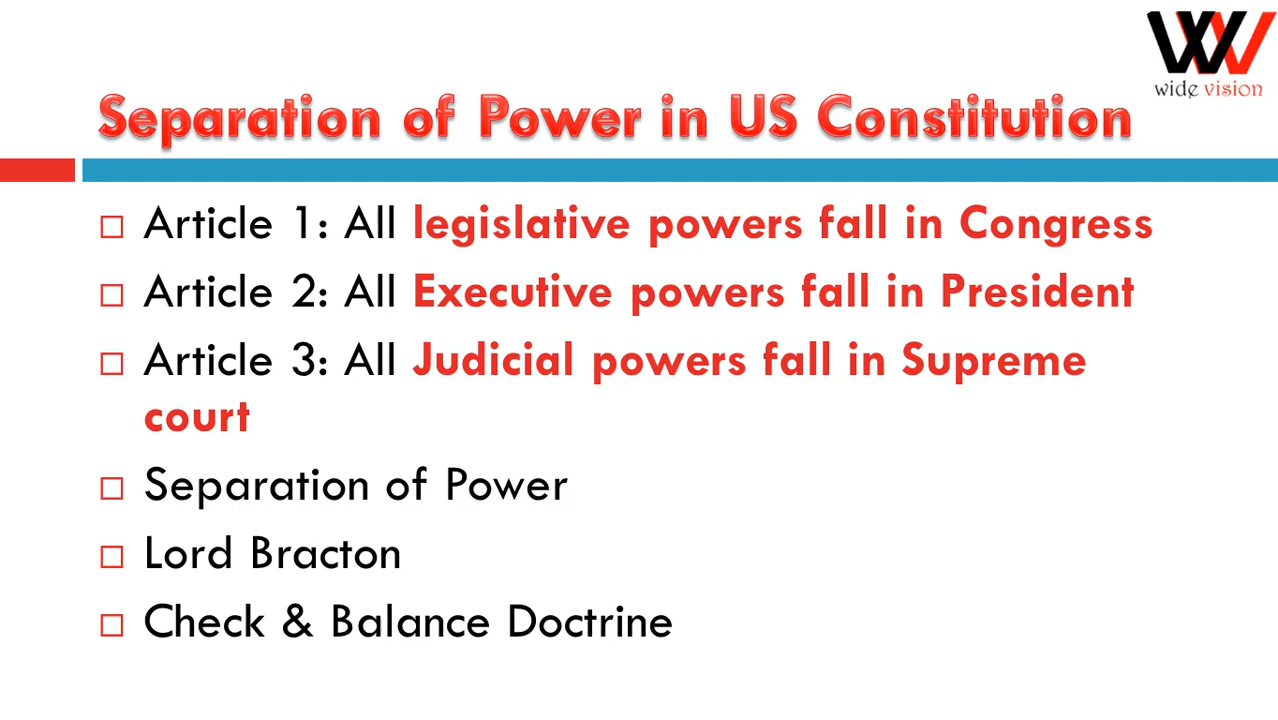 wide vision
Separation of Power in US Constitution
Article 1: All legislative powers fall in Congress
Article 2: All Executive powers fall in President
Article 3: All Judicial powers fall in Supreme
court
Separation of Power
Lord Bracton
Check & Balance Doctrine